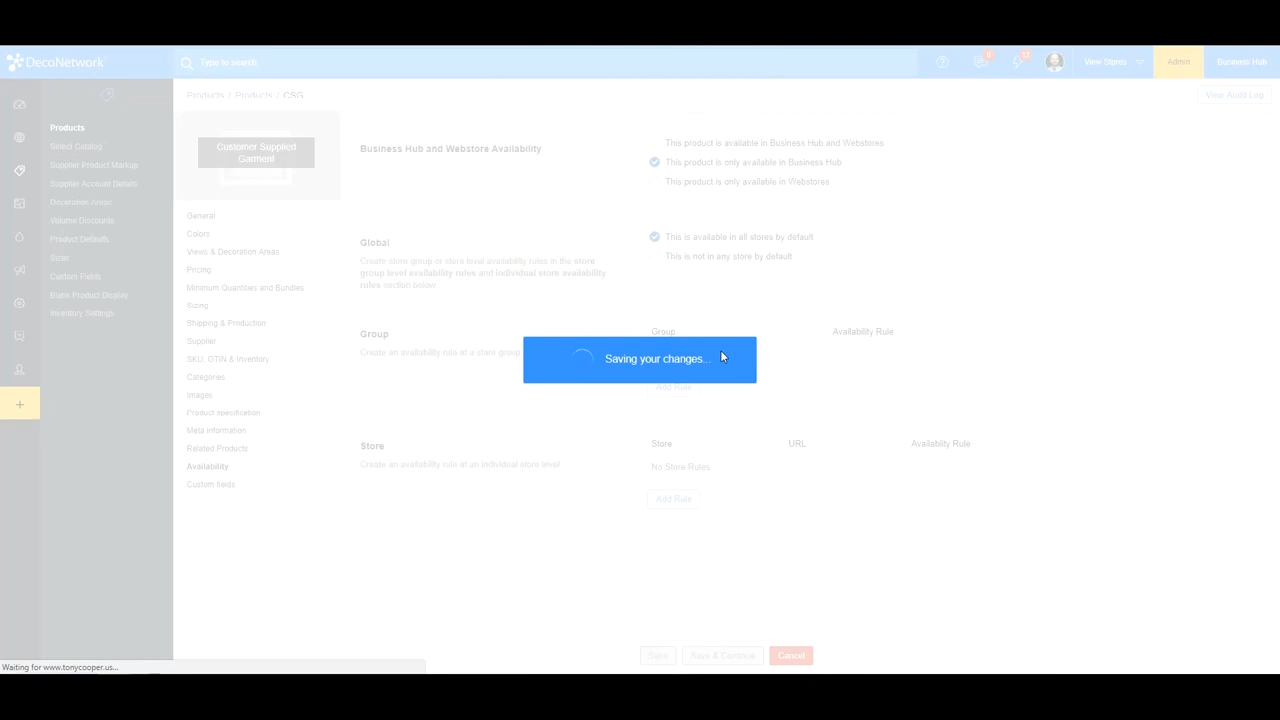 DecoNetwork
Type to search
8
12
View Stores
Admin
Business Hub
Products / Products / CSG
View Audit Log
Products
Select Catalog
Supplier Product Markup
Supplier Account Details
Decoration Areas
Volume Discounts
Product Defaults
Sizes
Custom Fields
Blank Product Display
Inventory Settings
Customer Supplied
Garment
General
Colors
Views & Decoration Areas
Pricing
Minimum Quantities and Bundles
Sizing
Shipping & Production
Supplier
SKU, GTIN & Inventory
Categories
Images
Product specification
Meta information
Related Products
Availability
Custom fields
Business Hub and Webstore Availability
This product is available in Business Hub and Webstores
This product is only available in Business Hub
This product is only available in Webstores
Global
Create store group or store level availability rules in the store
group level availability rules and individual store availability
rules section below
This is available in all stores by default
This is not in any store by default
Group
Create an availability rule at a store group
Group
Availability Rule
Saving your changes...
Add Rule
Store
Create an availability rule at an individual store level
Store
URL
Availability Rule
No Store Rules
Add Rule
Save
Save & Continue
Cancel
Waiting for www.tonycooper.us...